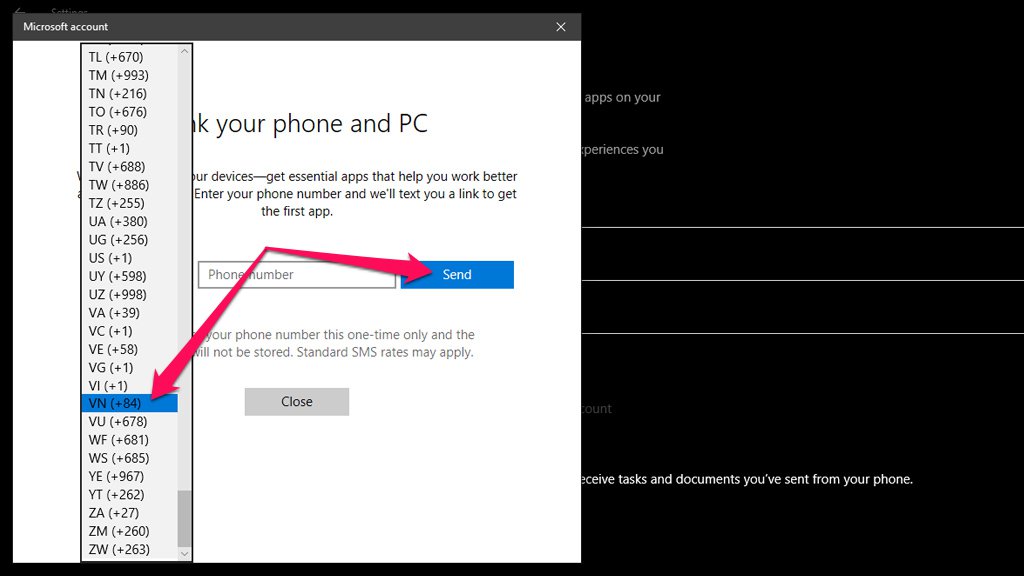 Settings
Microsoft account
TL (+670)
TM (+993)
TN (+216)
TO (+676)
TR (+90)
TT (+1)
TV (+688)
TW (+886)
TZ (+255)
UA (+380)
UG (+256)
US (+1)
UY (+598)
UZ (+998)
VA (+39)
VC (+1)
VE (+58)
VG (+1)
VI (+1)
VN (+84)
VU (+678)
WF (+681)
WS (+685)
YE (+967)
YT (+262)
ZA (+27)
ZM (+260)
ZW (+263)
your phone and PC
devices—get essential apps that help you work better
Enter your phone number and we'll text you a link to get
the first app.
Phone number
Send
your phone number this one-time only and the
will not be stored. Standard SMS rates may apply.
Close
apps on your
you
tasks and documents you've sent from your phone.